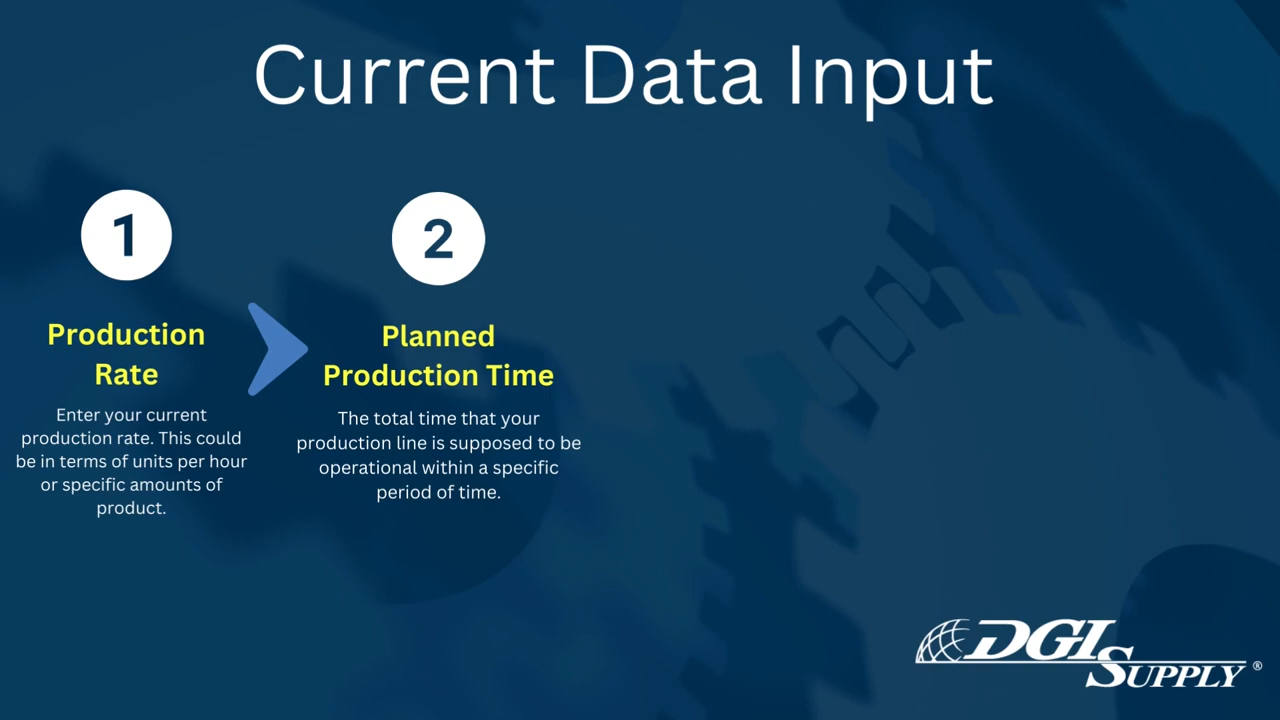 Current Data Input
1
Production
Rate
Enter your current
production rate. This could
be in terms of units per hour
or specific amounts of
product.
2
Planned
Production Time
The total time that your
production line is supposed to be
operational within a specific
period of time.
DGI
SUPPLY ®